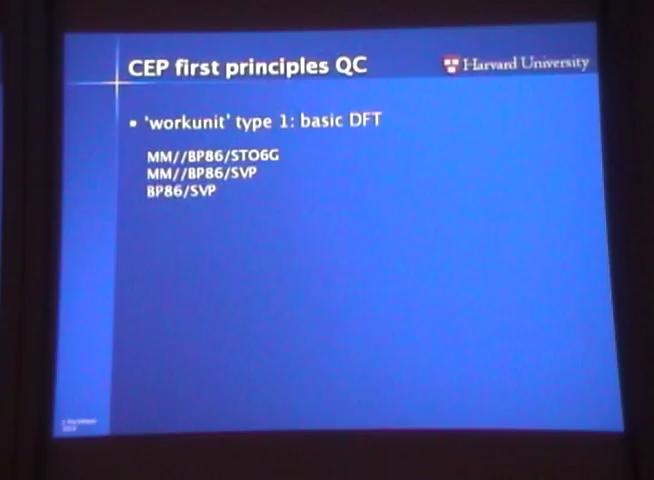 CEP first principles QC
Harvard University
• 'workunit' type 1: basic DFT
MM//BP86/STO6G
MM//BP86/SVP
BP86/SVP